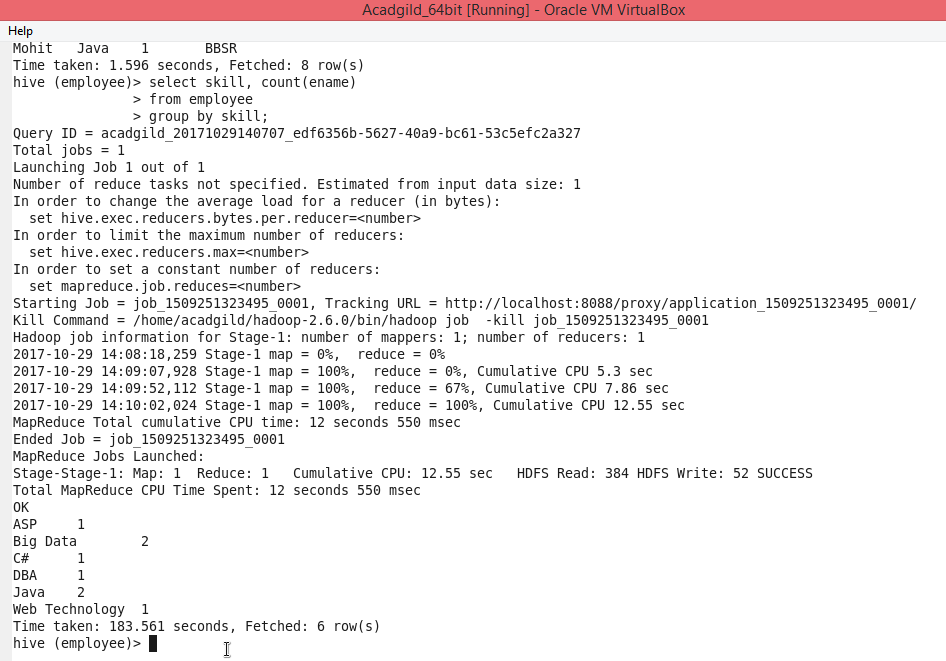 Acadgild_64bit [Running] - Oracle VM VirtualBox
Help
Mohit   Java    1       BBSR
Time taken: 1.596 seconds, Fetched: 8 row(s)
hive (employee)> select skill, count(ename)
               > from employee
               > group by skill;
Query ID = acadgild_20171029140707_edf6356b-5627-40a9-bc61-53c5efc2a327
Total jobs = 1
Launching Job 1 out of 1
Number of reduce tasks not specified. Estimated from input data size: 1
In order to change the average load for a reducer (in bytes):
  set hive.exec.reducers.bytes.per.reducer=<number>
In order to limit the maximum number of reducers:
  set hive.exec.reducers.max=<number>
In order to set a constant number of reducers:
  set mapreduce.job.reduces=<number>
Starting Job = job_1509251323495_0001, Tracking URL = http://localhost:8088/proxy/application_1509251323495_0001/
Kill Command = /home/acadgild/hadoop-2.6.0/bin/hadoop job  -kill job_1509251323495_0001
Hadoop job information for Stage-1: number of mappers: 1; number of reducers: 1
2017-10-29 14:08:18,259 Stage-1 map = 0%,  reduce = 0%
2017-10-29 14:09:07,928 Stage-1 map = 100%,  reduce = 0%, Cumulative CPU 5.3 sec
2017-10-29 14:09:52,112 Stage-1 map = 100%,  reduce = 67%, Cumulative CPU 7.86 sec
2017-10-29 14:10:02,024 Stage-1 map = 100%,  reduce = 100%, Cumulative CPU 12.55 sec
MapReduce Total cumulative CPU time: 12 seconds 550 msec
Ended Job = job_1509251323495_0001
MapReduce Jobs Launched:
Stage-Stage-1: Map: 1  Reduce: 1   Cumulative CPU: 12.55 sec   HDFS Read: 384 HDFS Write: 52 SUCCESS
Total MapReduce CPU Time Spent: 12 seconds 550 msec
OK
ASP     1
Big Data        2
C#      1
DBA     1
Java    2
Web Technology  1
Time taken: 183.561 seconds, Fetched: 6 row(s)
hive (employee)>